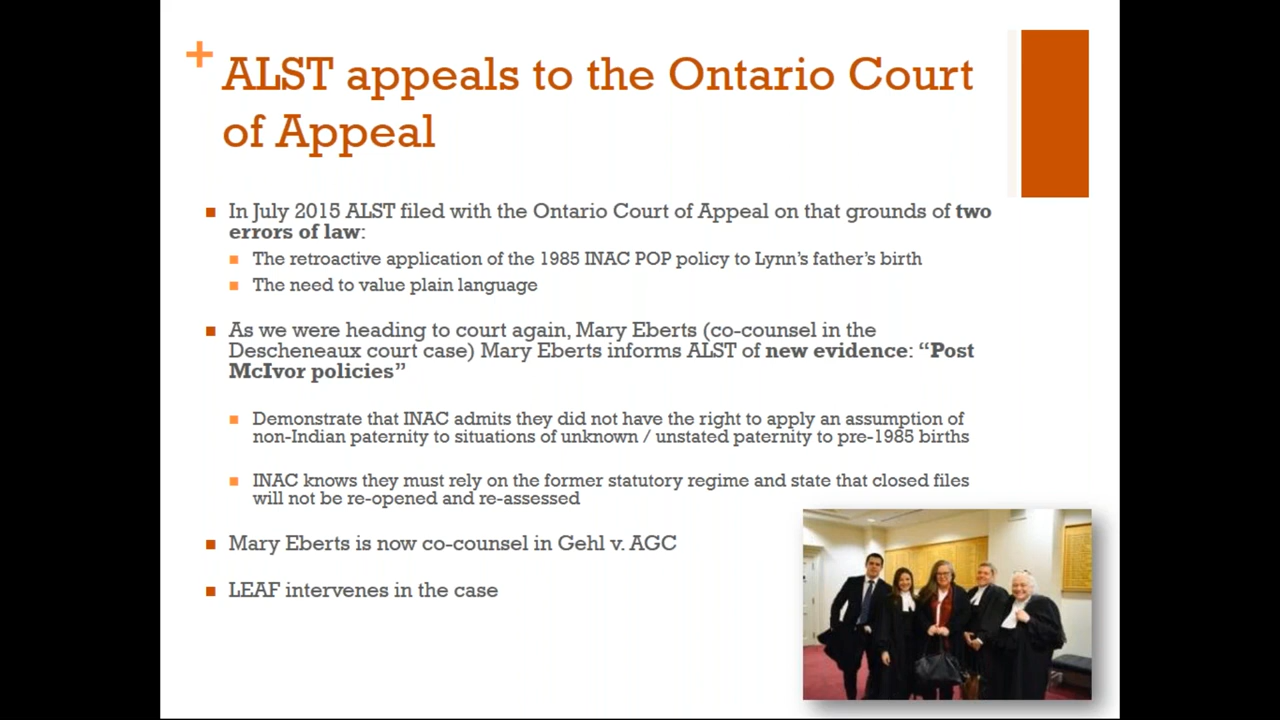 +
ALST appeals to the Ontario Court
of Appeal
■ In July 2015 ALST filed with the Ontario Court of Appeal on that grounds of two
errors of law:
■ The retroactive application of the 1985 INAC POP policy to Lynn's father's birth
■ The need to value plain language
■ As we were heading to court again, Mary Eberts (co-counsel in the
Descheneaux court case) Mary Eberts informs ALST of new evidence: “Post
McIvor policies”
■ Demonstrate that INAC admits they did not have the right to apply an assumption of
non-Indian paternity to situations of unknown / unstated paternity to pre-1985 births
■ INAC knows they must rely on the former statutory regime and state that closed files
will not be re-opened and re-assessed
■ Mary Eberts is now co-counsel in Gehl v. AGC
■ LEAF intervenes in the case